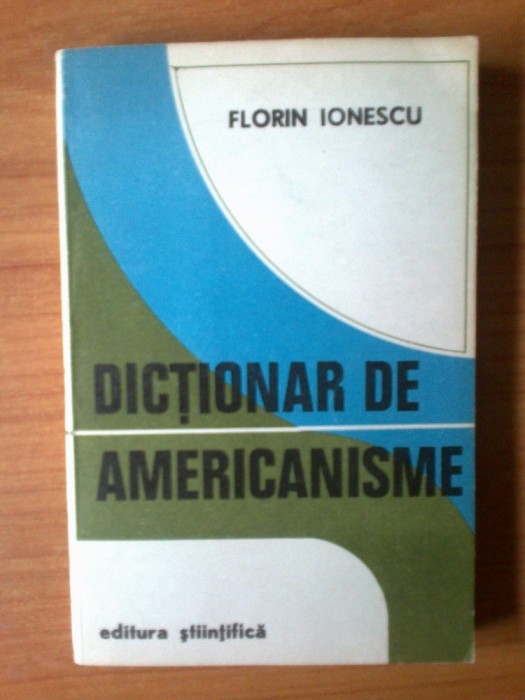 FLORIN IONESCU
DICȚIONAR DE
AMERICANISME
editura științifică